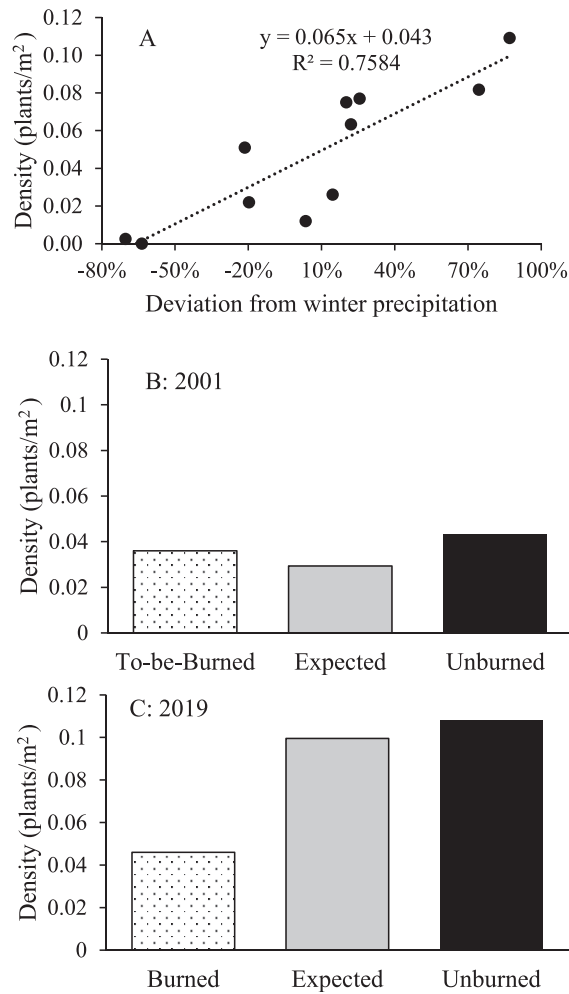 A
y = 0.065x + 0.043
R² = 0.7584
Density (plants/m²)
0.12
0.10
0.08
0.06
0.04
0.02
0.00
-80% -50% -20% 10% 40% 70% 100%
Deviation from winter precipitation
B: 2001
Density (plants/m²)
0.12
0.1
0.08
0.06
0.04
0.02
0
To-be-Burned Expected Unburned
C: 2019
Density (plants/m²)
0.12
0.1
0.08
0.06
0.04
0.02
0
Burned Expected Unburned